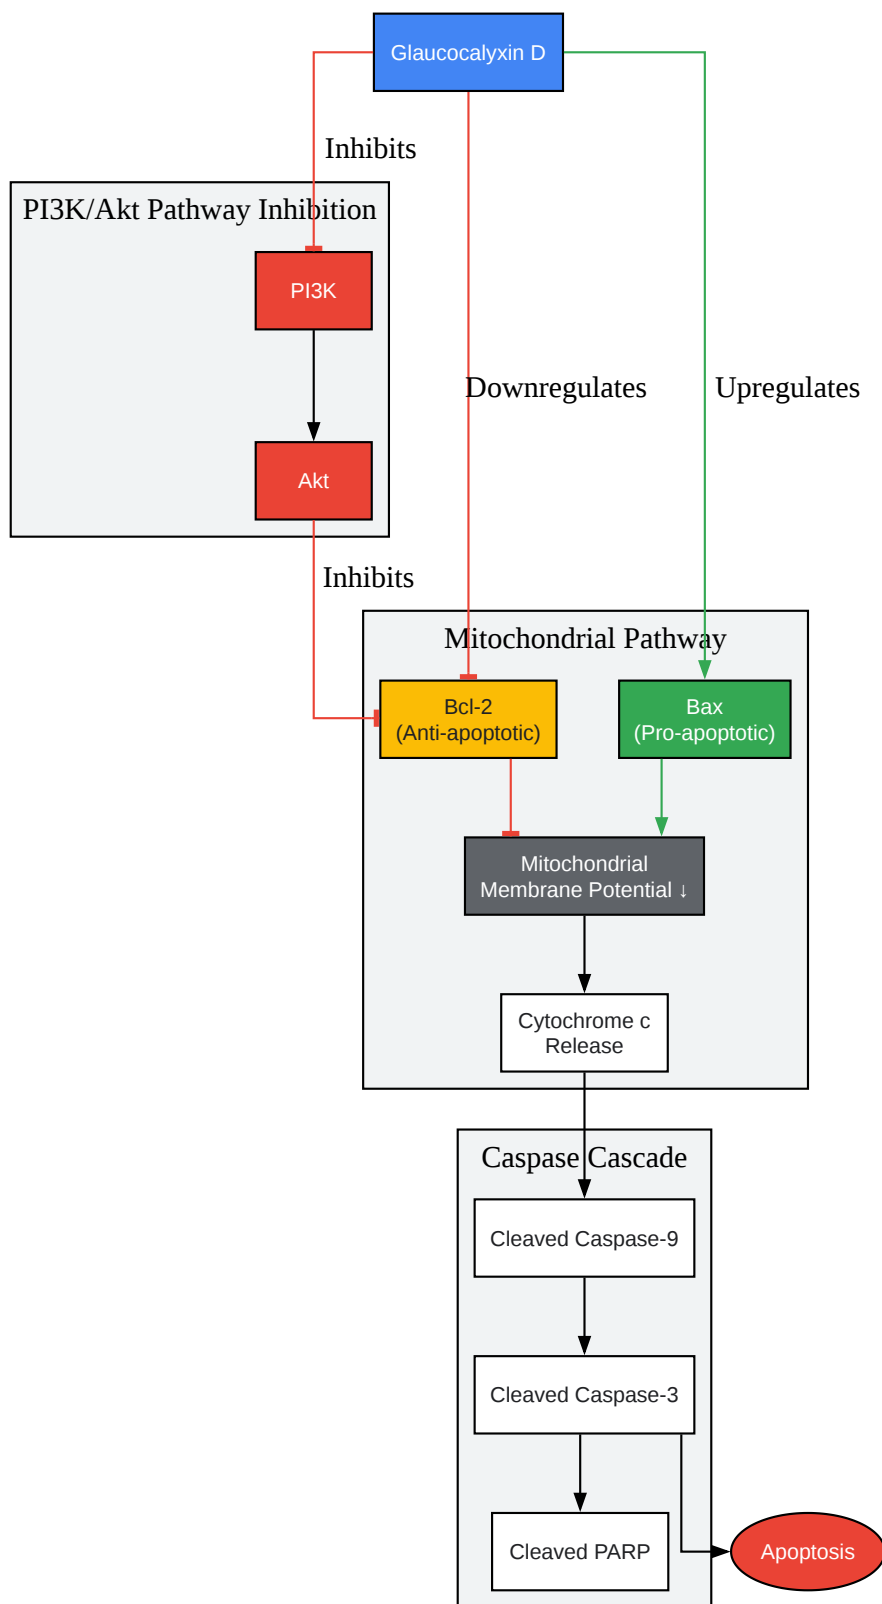 Glaucocalyxin D
Inhibits
PI3K/Akt Pathway Inhibition
PI3K
Downregulates
Upregulates
Akt
Inhibits
Mitochondrial Pathway
Bcl-2
(Anti-apoptotic)
Bax
(Pro-apoptotic)
Mitochondrial
Membrane Potential ↓
Cytochrome c
Release
Caspase Cascade
Cleaved Caspase-9
Cleaved Caspase-3
Cleaved PARP
Apoptosis